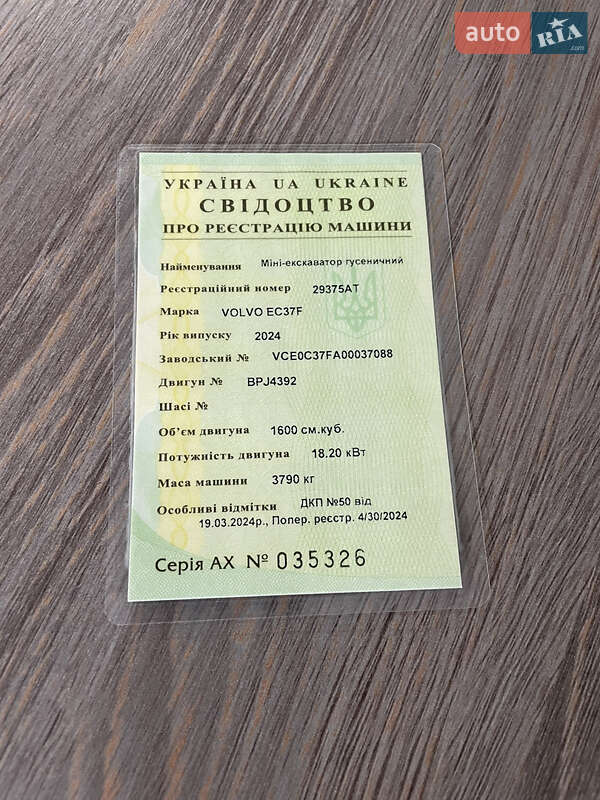 auto RIA .com
УКРАЇНА UA UKRAINE
СВІДОЦТВО
ПРО РЕЄСТРАЦІЮ МАШИНИ
Найменування Міні-екскаватор гусеничний
Реєстраційний номер 29375АТ
Марка VOLVO EC37F
Рік випуску 2024
Заводський № VCE0C37FA00037088
Двигун № BPJ4392
Шасі №
Об'єм двигуна 1600 см.куб.
Потужність двигуна 18.20 кВт
Маса машини 3790 кг
Особливі відмітки ДКП №50 від
19.03.2024р., Попер. реєстр. 4/30/2024
Серія АХ № 035326